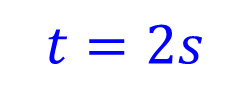 t = 2s